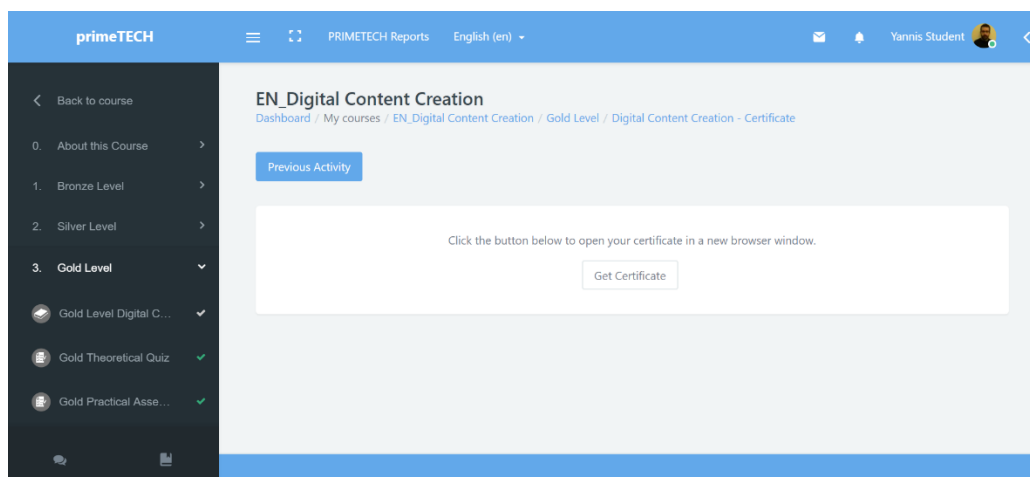 primeTECH
PRIMETECH Reports
English (en)
Yannis Student
Back to course
0. About this Course
1. Bronze Level
2. Silver Level
3. Gold Level
Gold Level Digital C...
Gold Theoretical Quiz
Gold Practical Asse...
EN_Digital Content Creation
Dashboard / My courses / EN_Digital Content Creation / Gold Level / Digital Content Creation - Certificate
Previous Activity
Click the button below to open your certificate in a new browser window.
Get Certificate